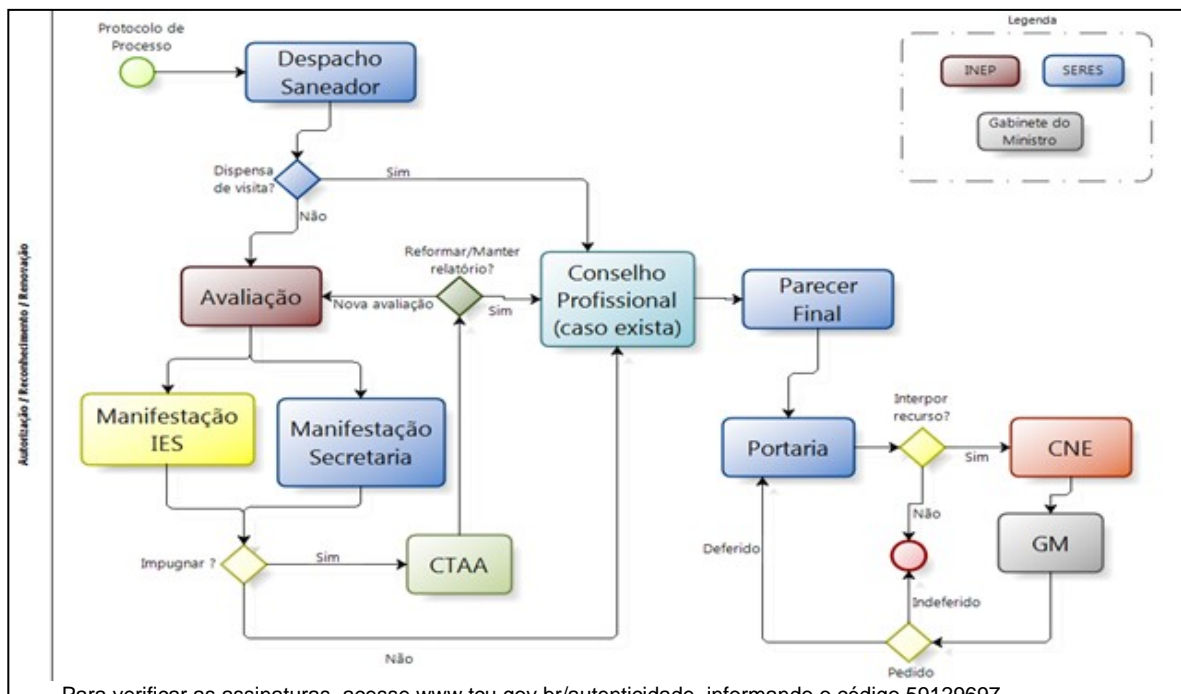 Legenda
INEP
SERES
Gabinete do
Ministro
Autorização / Reconhecimento / Renovação
Protocolo de
Processo
Despacho
Saneador
Dispensa
de visita?
Sim
Não
Reformar/Manter
relatório?
Avaliação
Nova avaliação
Sim
Conselho
Profissional
(caso exista)
Parecer
Final
Manifestação
IES
Manifestação
Secretaria
Interpor
recurso?
Portaria
Sim
CNE
Não
GM
Deferido
Impugnar ?
Sim
CTAA
Indeferido
Não
Pedido
Para verificar as assinaturas, acesse www.tcu.gov.br/autenticidade, informando o código 59129697